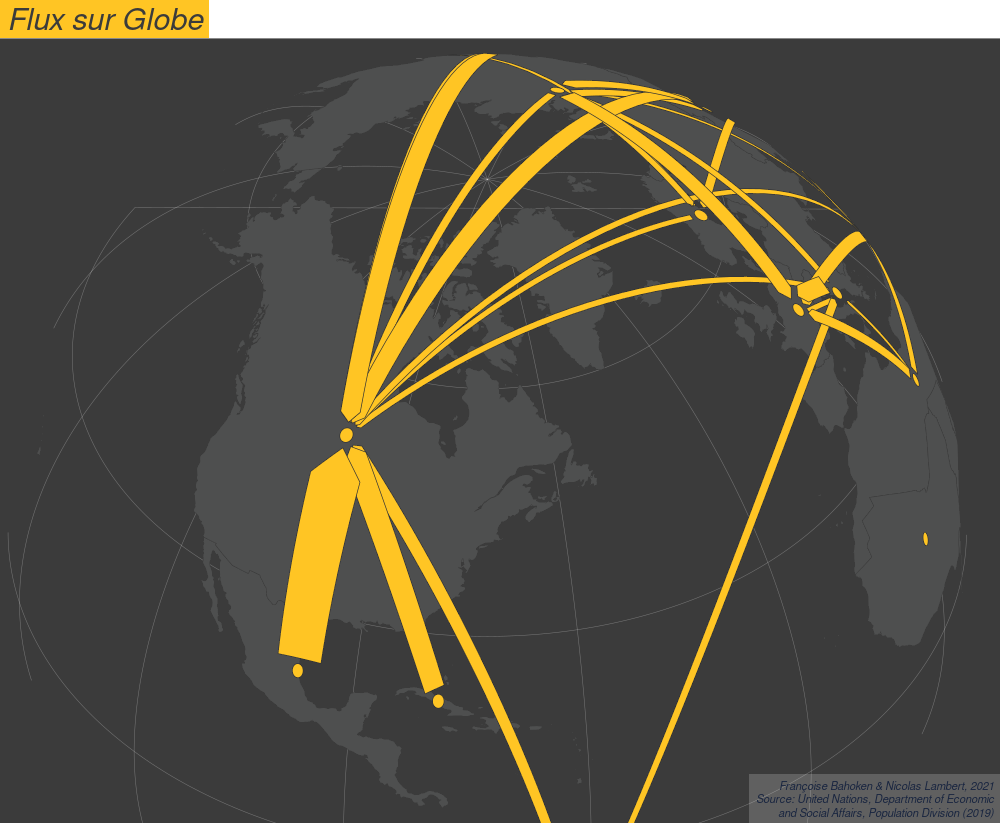 Flux sur Globe
Françoise Bahoken & Nicolas Lambert, 2021
Source: United Nations, Department of Economic
and Social Affairs, Population Division (2019)